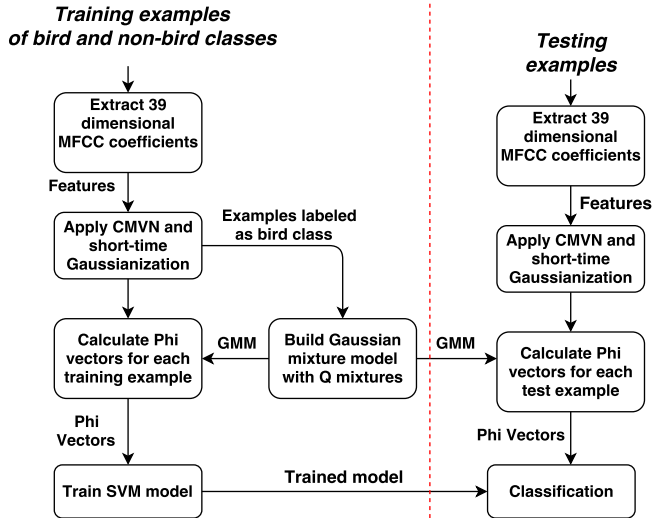 Training examples
of bird and non-bird classes
Extract 39
dimensional
MFCC coefficients
Features
Apply CMVN and
short-time
Gaussianization
Examples labeled
as bird class
Calculate Phi
vectors for each
training example
GMM
Build Gaussian
mixture model
with Q mixtures
GMM
Phi
Vectors
Train SVM model
Trained model
Testing
examples
Extract 39
dimensional
MFCC coefficients
Features
Apply CMVN and
short-time
Gaussianization
Calculate Phi
vectors for each
test example
Phi Vectors
Classification